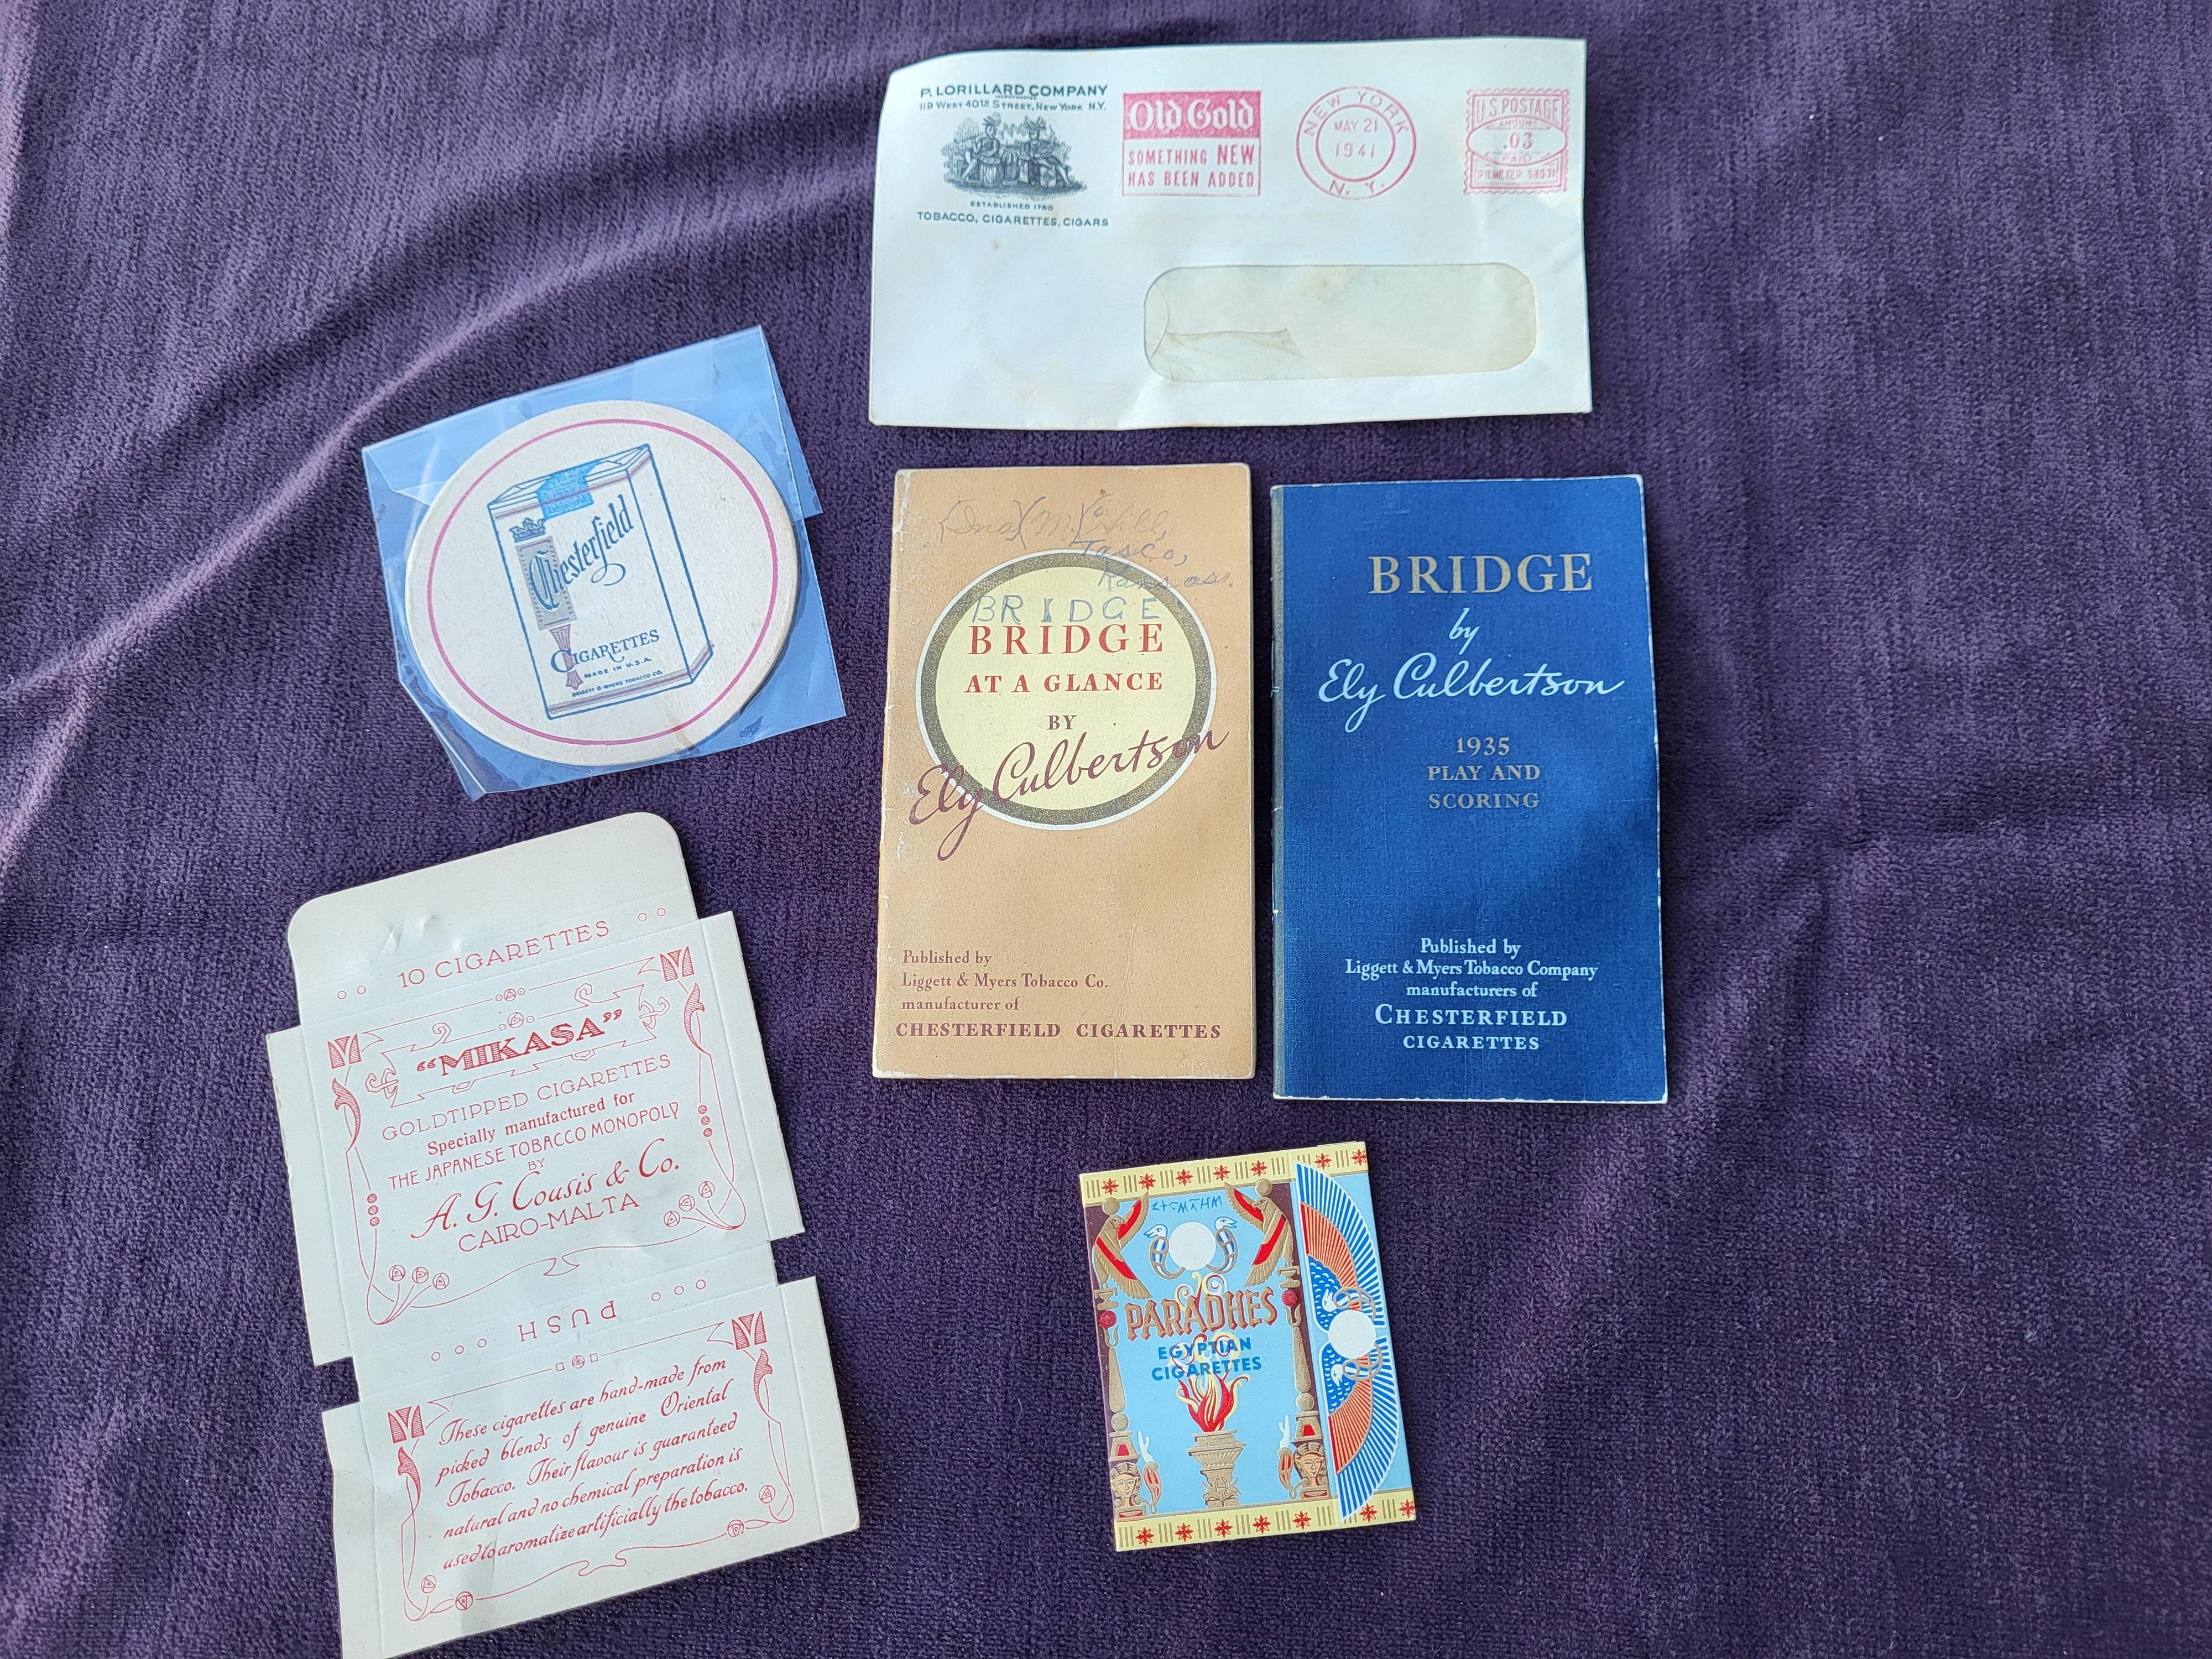 P. LORILLARD COMPANY
INCORPORATED
119 WEST 40TH STREET, NEW YORK N.Y.
ESTABLISHED 1760
TOBACCO, CIGARETTES, CIGARS
Old Gold
SOMETHING NEW
HAS BEEN ADDED
NEW YORK
MAY 21
1941
N. Y.
U.S. POSTAGE
AMOUNT
.03
PAID
Chesterfield
CIGARETTES
MADE IN U.S.A.
LIGGETT & MYERS TOBACCO CO.
M. Hill,
Tasco,
Kansas.
BRIDGE
BRIDGE
AT A GLANCE
BY
Ely Culbertson
Published by
Liggett & Myers Tobacco Co.
manufacturer of
CHESTERFIELD CIGARETTES
BRIDGE
by
Ely Culbertson
1935
PLAY AND
SCORING
Published by
Liggett & Myers Tobacco Company
manufacturers of
CHESTERFIELD
CIGARETTES
10 CIGARETTES
"MIKASA"
GOLDTIPPED CIGARETTES
Specially manufactured for
THE JAPANESE TOBACCO MONOPOLY
BY
A. G. Cousis & Co.
CAIRO-MALTA
PUSH
These cigarettes are hand-made from
picked blends of genuine Oriental
Tobacco. Their flavour is guaranteed
natural and no chemical preparation is
used to aromatize artificially the tobacco.
PARADIES
EGYPTIAN
CIGARETTES